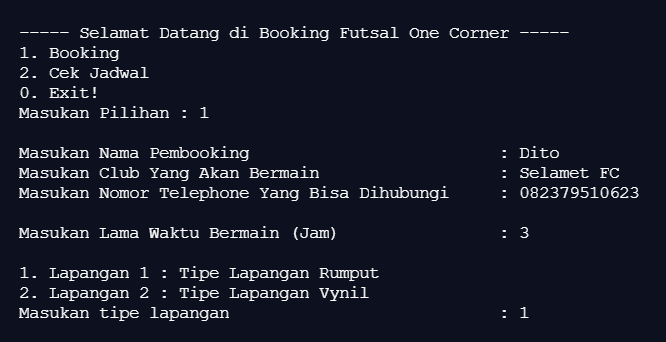 ----- Selamat Datang di Booking Futsal One Corner -----
1. Booking
2. Cek Jadwal
0. Exit!
Masukan Pilihan : 1
Masukan Nama Pembooking : Dito
Masukan Club Yang Akan Bermain : Selamet FC
Masukan Nomor Telephone Yang Bisa Dihubungi : 082379510623
Masukan Lama Waktu Bermain (Jam) : 3
1. Lapangan 1 : Tipe Lapangan Rumput
2. Lapangan 2 : Tipe Lapangan Vynil
Masukan tipe lapangan : 1